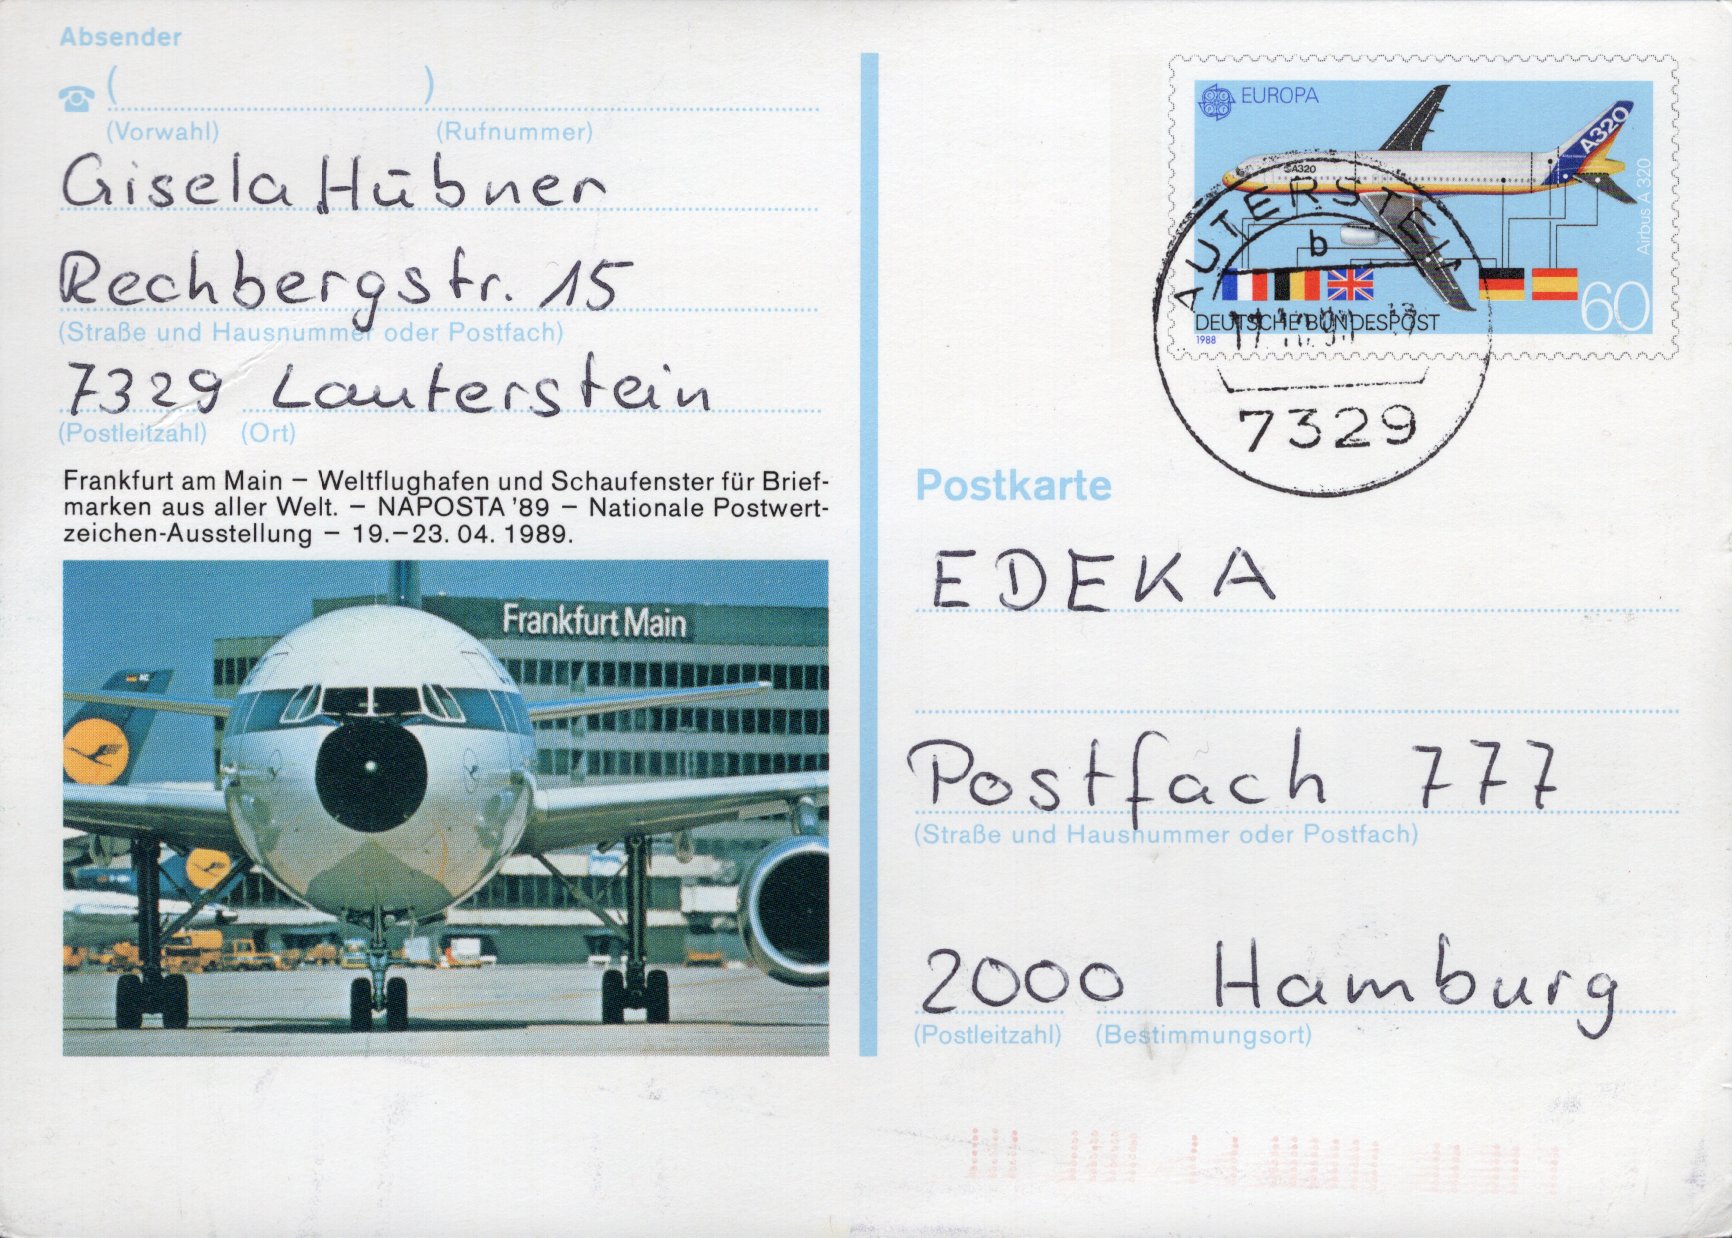 Absender
( )
(Vorwahl) (Rufnummer)
Gisela Hübner
Rechbergstr. 15
(Straße und Hausnummer oder Postfach)
7329 Lauterstein
(Postleitzahl) (Ort)
Frankfurt am Main – Weltflughafen und Schaufenster für Brief-
marken aus aller Welt. – NAPOSTA '89 – Nationale Postwert-
zeichen-Ausstellung – 19.–23. 04. 1989.
Frankfurt Main
EUROPA
A320
A320
Airbus A 320
60
DEUTSCHE BUNDESPOST
1988
LAUTERSTEIN
b
7329
Postkarte
EDEKA
Postfach 777
(Straße und Hausnummer oder Postfach)
2000 Hamburg
(Postleitzahl) (Bestimmungsort)